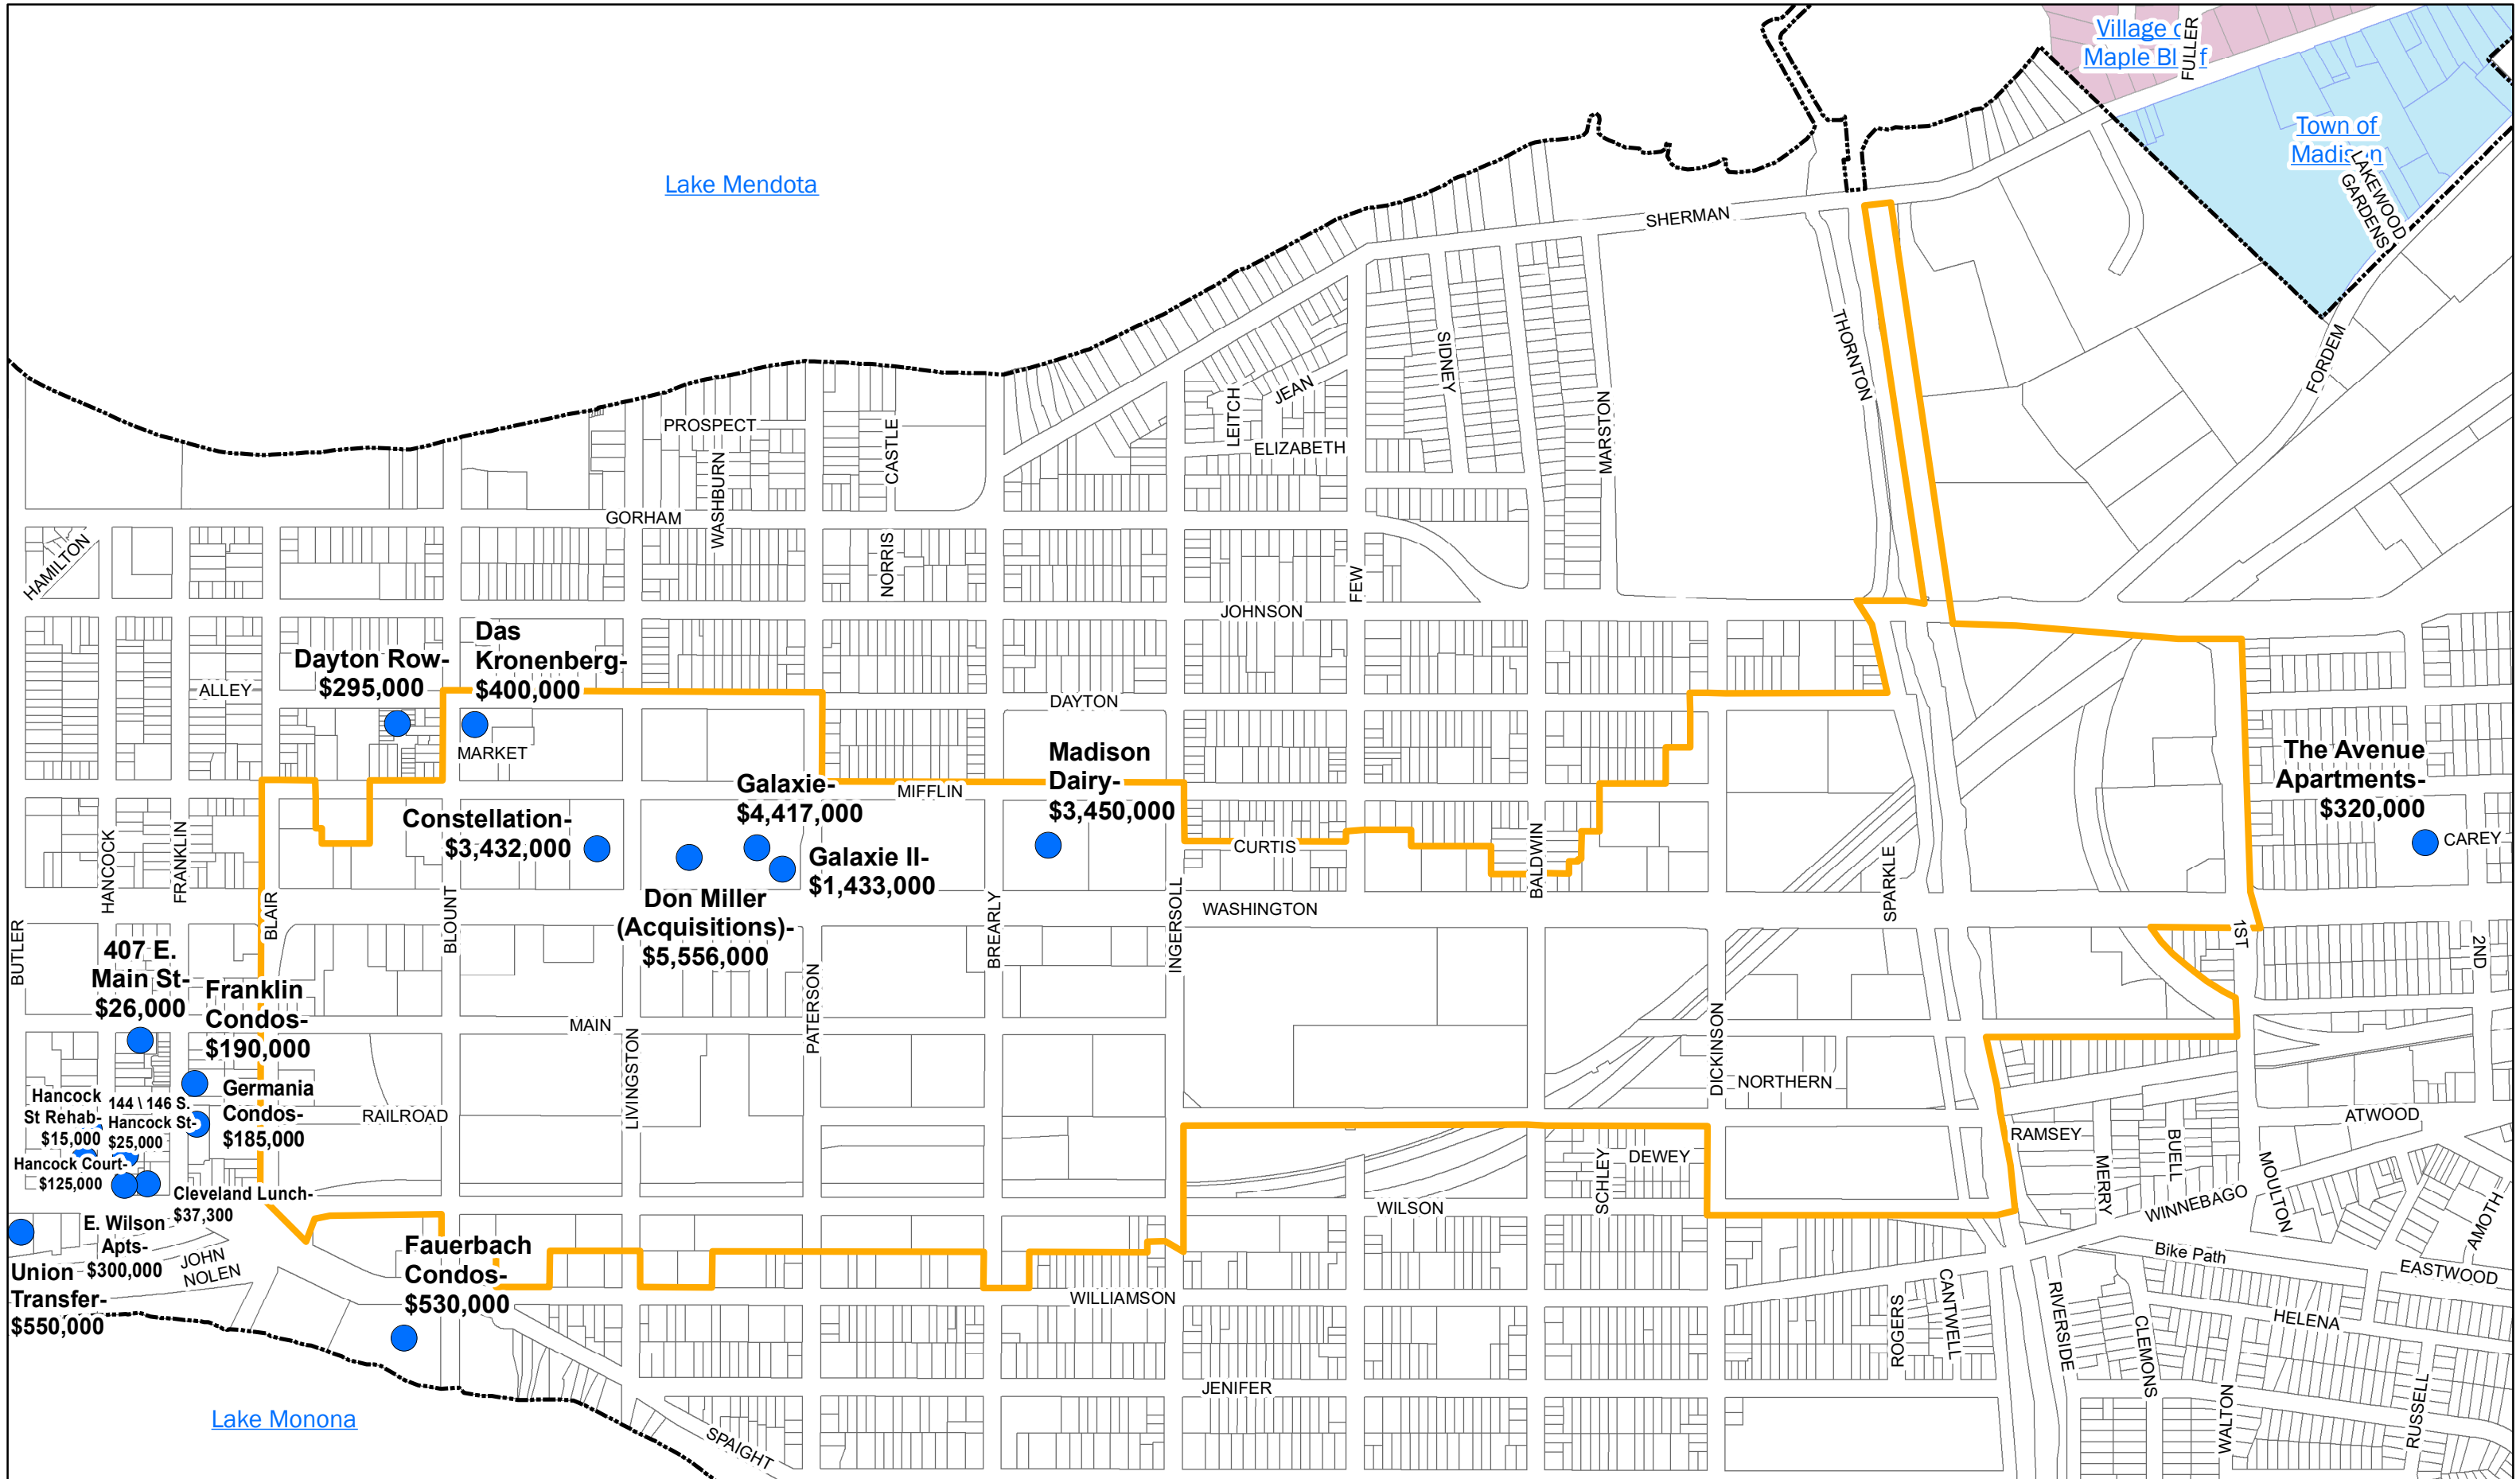 Village of
Maple Bluff
FULLER
Town of
Madison
LAKEWOOD
GARDENS
Lake Mendota
SHERMAN
THORNTON
FORDEM
SIDNEY
JEAN
LEITCH
ELIZABETH
MARSTON
PROSPECT
WASHBURN
CASTLE
GORHAM
NORRIS
HAMILTON
FEW
JOHNSON
Das
Kronenberg-
$400,000
Dayton Row-
$295,000
ALLEY
DAYTON
MARKET
Madison
Dairy-
$3,450,000
The Avenue
Apartments-
$320,000
CAREY
Galaxie-
$4,417,000
MIFFLIN
Constellation-
$3,432,000
Galaxie II-
$1,433,000
CURTIS
BALDWIN
SPARKLE
HANCOCK
FRANKLIN
BLAIR
BLOUNT
Don Miller
(Acquisitions)-
$5,556,000
BREARLY
INGERSOLL
WASHINGTON
1ST
2ND
BUTLER
407 E.
Main St-
$26,000
Franklin
Condos-
$190,000
MAIN
LIVINGSTON
PATERSON
DICKINSON
NORTHERN
Germania
Condos-
$185,000
Hancock
St Rehab-
$15,000
144 \ 146 S.
Hancock St-
$25,000
RAILROAD
ATWOOD
RAMSEY
MERRY
BUELL
MOULTON
WINNEBAGO
AMOTH
DEWEY
SCHLEY
WILSON
Hancock Court-
$125,000
Cleveland Lunch-
$37,300
E. Wilson
Apts-
$300,000
JOHN
NOLEN
Union
Transfer-
$550,000
Fauerbach
Condos-
$530,000
WILLIAMSON
Bike Path
EASTWOOD
ROGERS
CANTWELL
RIVERSIDE
CLEMONS
HELENA
JENIFER
WALTON
RUSSELL
SPAIGHT
Lake Monona